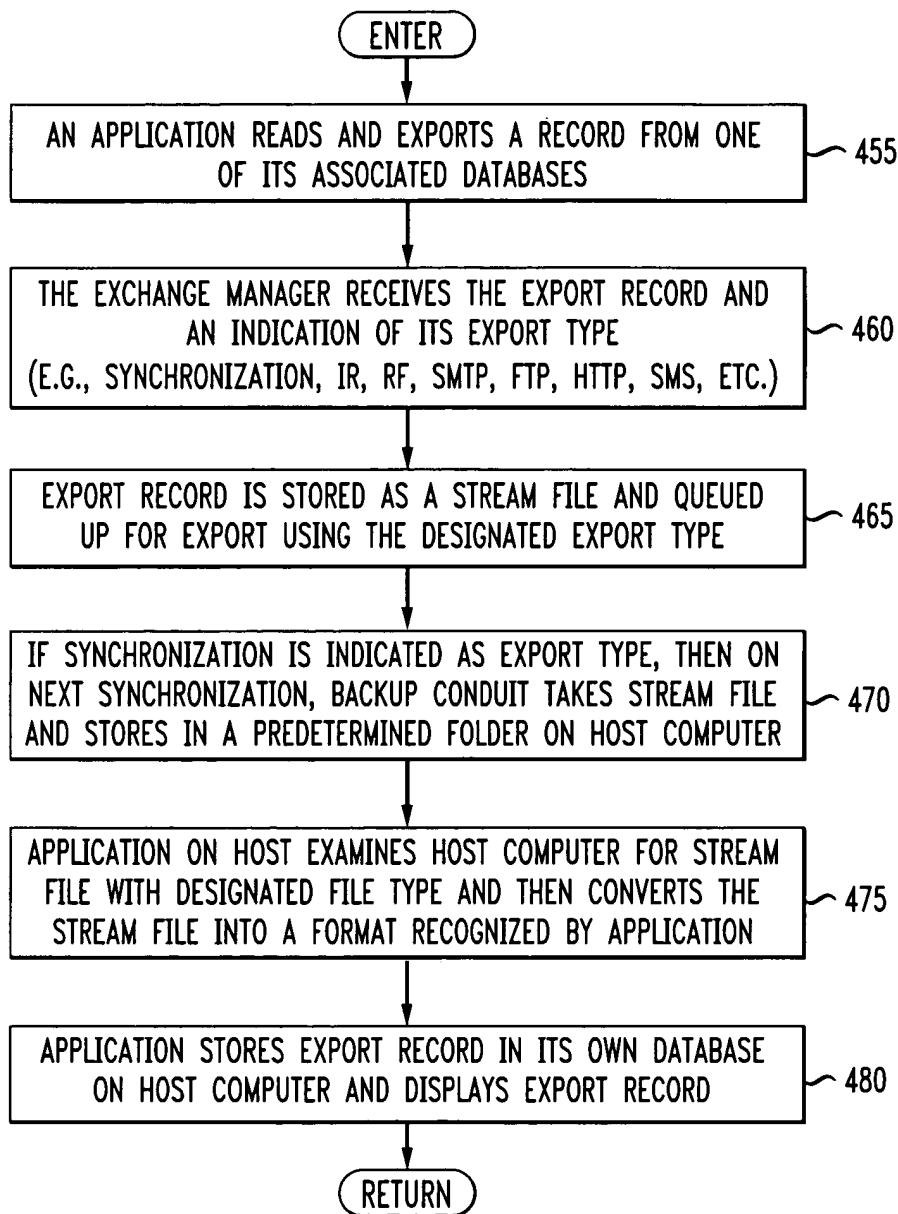 ENTER
AN APPLICATION READS AND EXPORTS A RECORD FROM ONE
OF ITS ASSOCIATED DATABASES
455
THE EXCHANGE MANAGER RECEIVES THE EXPORT RECORD AND
AN INDICATION OF ITS EXPORT TYPE
(E.G., SYNCHRONIZATION, IR, RF, SMTP, FTP, HTTP, SMS, ETC.)
460
EXPORT RECORD IS STORED AS A STREAM FILE AND QUEUED
UP FOR EXPORT USING THE DESIGNATED EXPORT TYPE
465
IF SYNCHRONIZATION IS INDICATED AS EXPORT TYPE, THEN ON
NEXT SYNCHRONIZATION, BACKUP CONDUIT TAKES STREAM FILE
AND STORES IN A PREDETERMINED FOLDER ON HOST COMPUTER
470
APPLICATION ON HOST EXAMINES HOST COMPUTER FOR STREAM
FILE WITH DESIGNATED FILE TYPE AND THEN CONVERTS THE
STREAM FILE INTO A FORMAT RECOGNIZED BY APPLICATION
475
APPLICATION STORES EXPORT RECORD IN ITS OWN DATABASE
ON HOST COMPUTER AND DISPLAYS EXPORT RECORD
480
RETURN